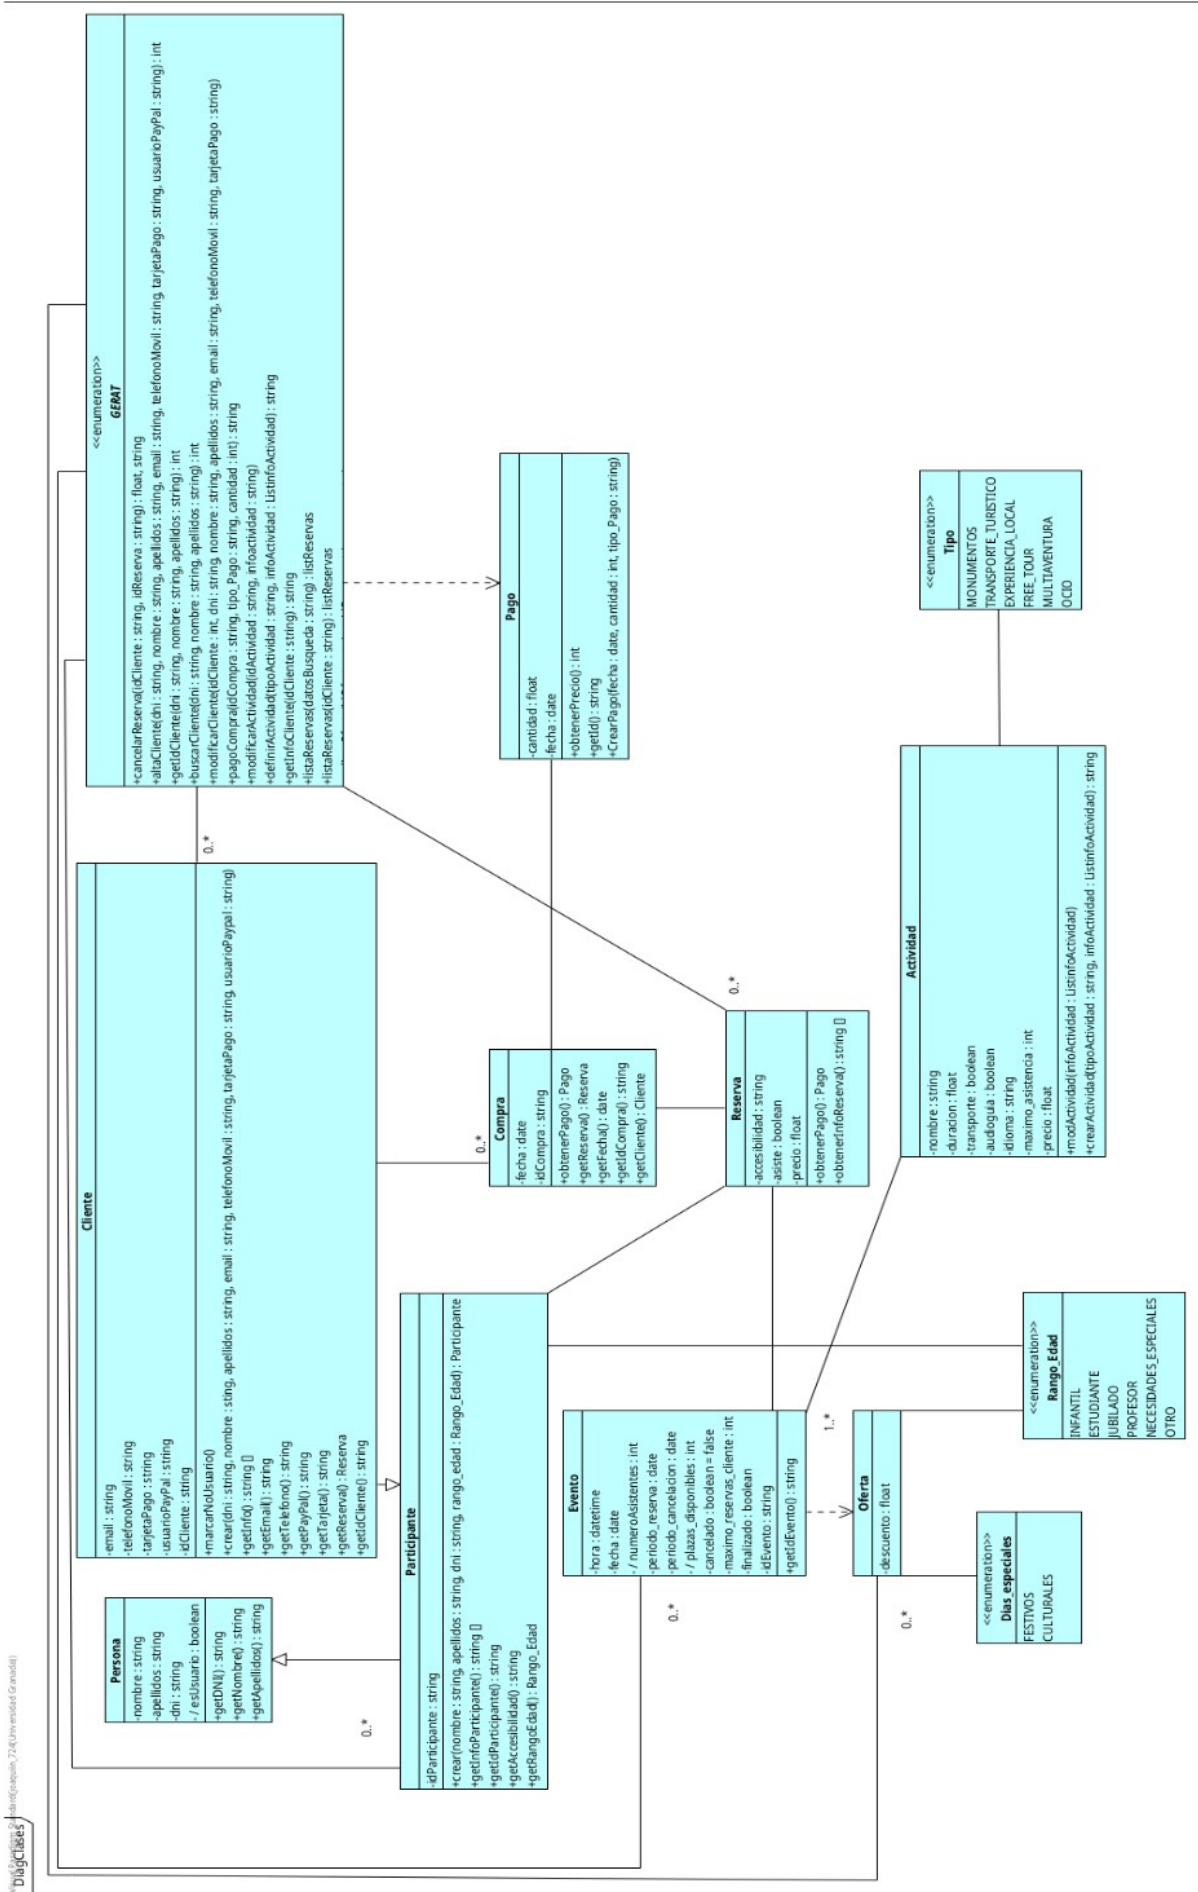 Visual Paradigm Standard(joaquin_724(Universidad Granada))
DiagClases
Persona
-nombre : string
-apellidos : string
-dni : string
-/ esUsuario : boolean
+getDNI() : string
+getNombre() : string
+getApellidos() : string
Cliente
-email : string
-telefonoMovil : string
-tarjetaPago : string
-usuarioPayPal : string
-idCliente : string
+marcarNoUsuario()
+crear(dni : string, nombre : sting, apellidos : string, email : string, telefonoMovil : string, tarjetaPago : string, usuarioPaypal : string)
+getInfo() : string []
+getEmail() : string
+getTelefono() : string
+getPayPal() : string
+getTarjeta() : string
+getReserva() : Reserva
+getIdCliente() : string
0..*
<<enumeration>>
GERAT
+cancelarReserva(idCliente : string, idReserva : string) : float, string
+altaCliente(dni : string, nombre : string, apellidos : string, email : string, telefonoMovil : string, tarjetaPago : string, usuarioPayPal : string) : int
+getIdCliente(dni : string, nombre : string, apellidos : string) : int
+buscarCliente(dni : string, nombre : string, apellidos : string) : int
+modificarCliente(idCliente : int, dni : string, nombre : string, apellidos : string, email : string, telefonoMovil : string, tarjetaPago : string)
+pagoCompra(idCompra : string, tipo_Pago : string, cantidad : int) : string
+modificarActividad(idActividad : string, infoactividad : string)
+definirActividad(tipoActividad : string, infoActividad : ListinfoActividad) : string
+getInfoCliente(idCliente : string) : string
+listaReservas(datosBusqueda : string) : listReservas
+listaReservas(idCliente : string) : listReservas
0..*
Participante
-idParticipante : string
+crear(nombre : string, apellidos : string, dni : string, rango_edad : Rango_Edad) : Participante
+getInfoParticipante() : string []
+getIdParticipante() : string
+getAccesibilidad() : string
+getRangoEdad() : Rango_Edad
0..*
Compra
-fecha : date
-idCompra : string
+obtenerPago() : Pago
+getReserva() : Reserva
+getFecha() : date
+getIdCompra() : string
+getCliente() : Cliente
Pago
-cantidad : float
-fecha : date
+obtenerPrecio() : int
+getId() : string
+CrearPago(fecha : date, cantidad : int, tipo_Pago : string)
Evento
-hora : datetime
-fecha : date
-/ numeroAsistentes : int
-periodo_reserva : date
-periodo_cancelacion : date
-/ plazas_disponibles : int
-cancelado : boolean = false
-maximo_reservas_cliente : int
-finalizado : boolean
-idEvento : string
+getIdEvento() : string
0..*
1..*
Reserva
-accesibilidad : string
-asiste : boolean
-precio : float
+obtenerPago() : Pago
+obtenerInfoReserva() : string []
0..*
Oferta
-descuento : float
0..*
Actividad
-nombre : string
-duracion : float
-transporte : boolean
-audioguia : boolean
-idioma : string
-maximo_asistencia : int
-precio : float
+modActividad(infoActividad : ListinfoActividad)
+crearActividad(tipoActividad : string, infoActividad : ListinfoActividad) : string
<<enumeration>>
Tipo
MONUMENTOS
TRANSPORTE_TURISTICO
EXPERIENCIA_LOCAL
FREE_TOUR
MULTIAVENTURA
OCIO
<<enumeration>>
Dias_especiales
FESTIVOS
CULTURALES
<<enumeration>>
Rango_Edad
INFANTIL
ESTUDIANTE
JUBILADO
PROFESOR
NECESIDADES_ESPECIALES
OTRO